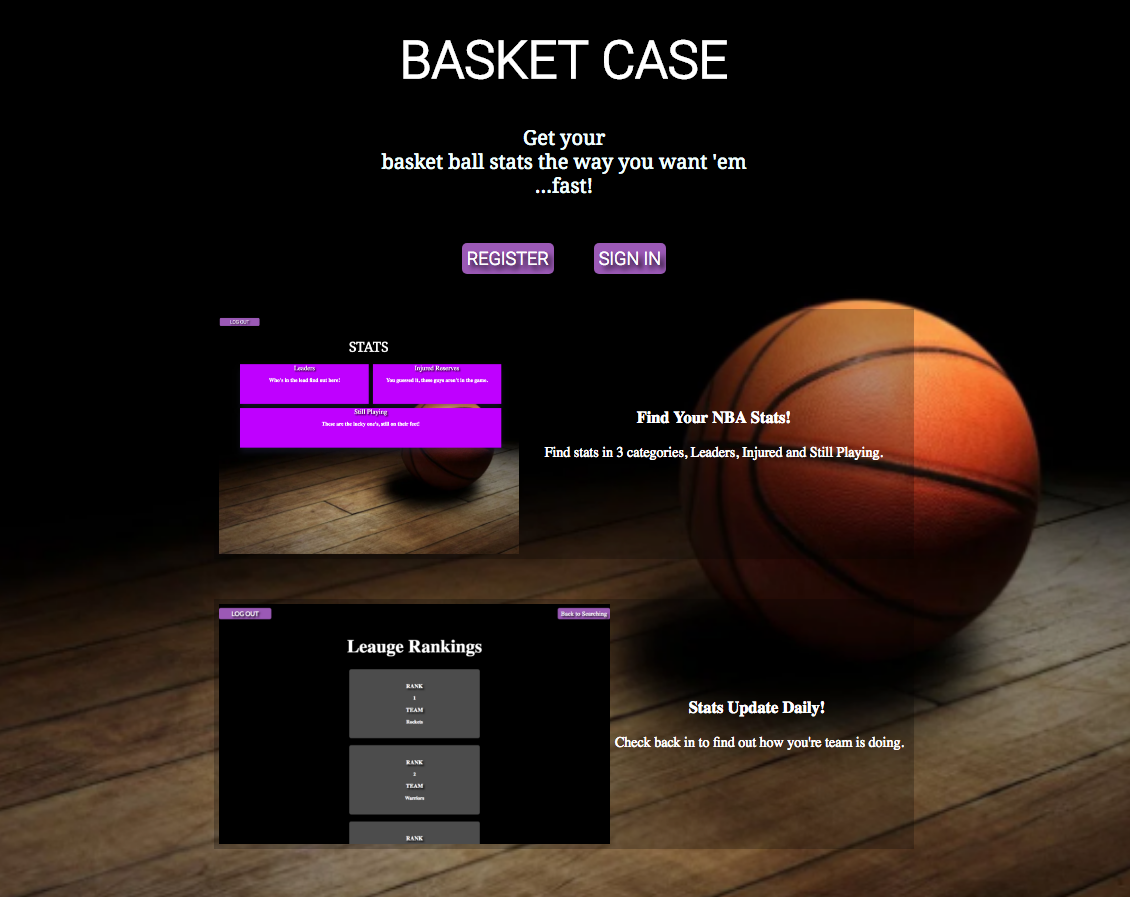 BASKET CASE
Get your
basket ball stats the way you want 'em
...fast!
REGISTER
SIGN IN
LOG OUT
STATS
Leaders
Who's in the lead find out here!
Injured Reserves
You guessed it, these guys aren't in the game.
Still Playing
These are the lucky one's, still on their feet!
Find Your NBA Stats!
Find stats in 3 categories, Leaders, Injured and Still Playing.
LOG OUT
Back to Searching
Leauge Rankings
RANK
1
TEAM
Rockets
RANK
2
TEAM
Warriors
RANK
Stats Update Daily!
Check back in to find out how you're team is doing.